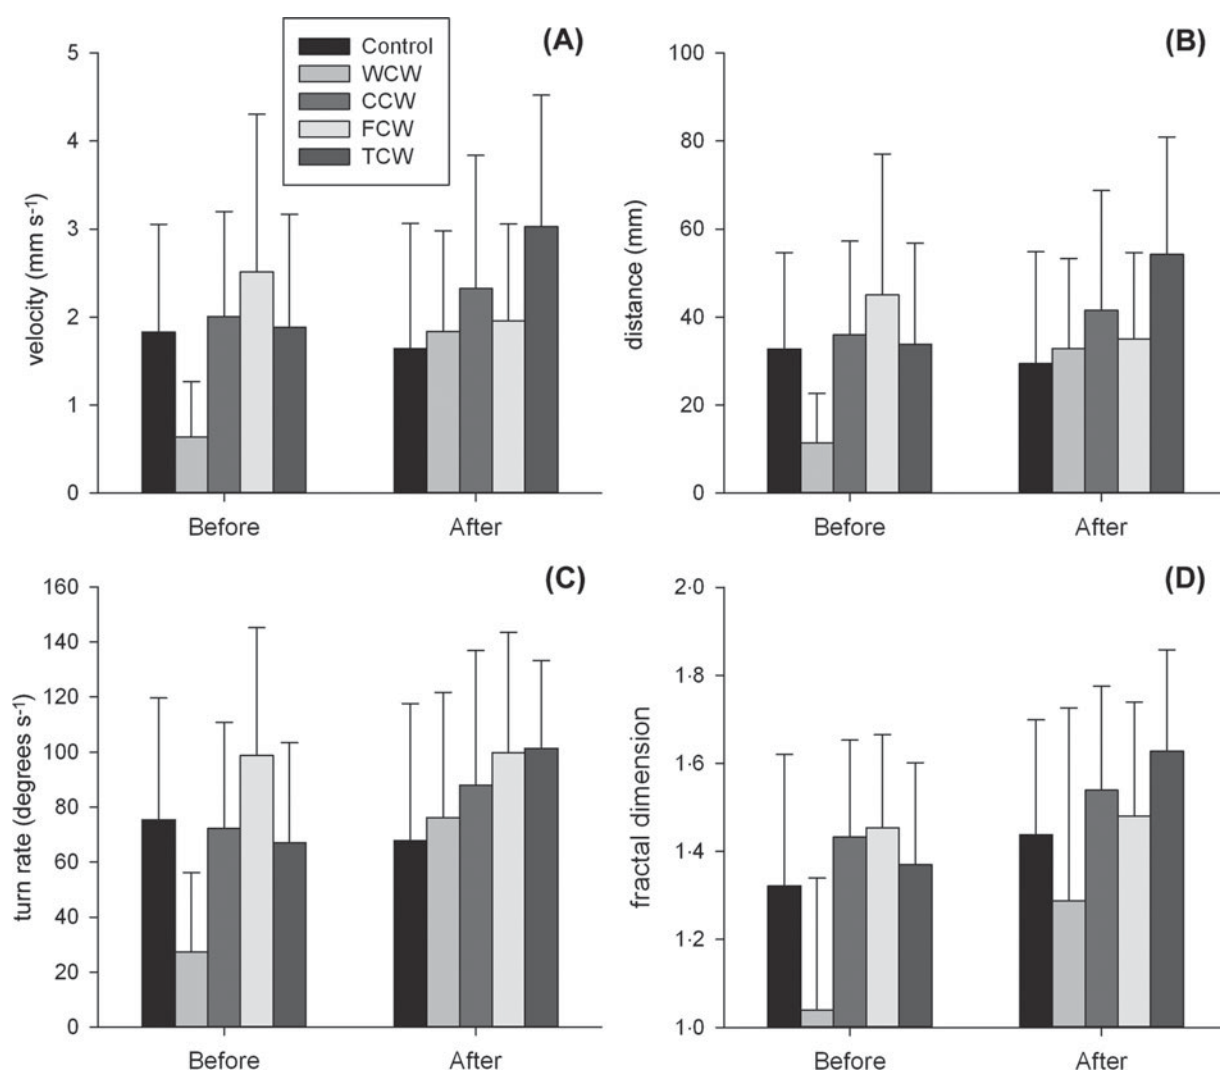 (A)
Control
WCW
CCW
FCW
TCW
velocity (mm s-1)
5
4
3
2
1
0
Before
After
(B)
distance (mm)
100
80
60
40
20
0
Before
After
(C)
turn rate (degrees s-1)
160
140
120
100
80
60
40
20
0
Before
After
(D)
fractal dimension
2·0
1·8
1·6
1·4
1·2
1·0
Before
After